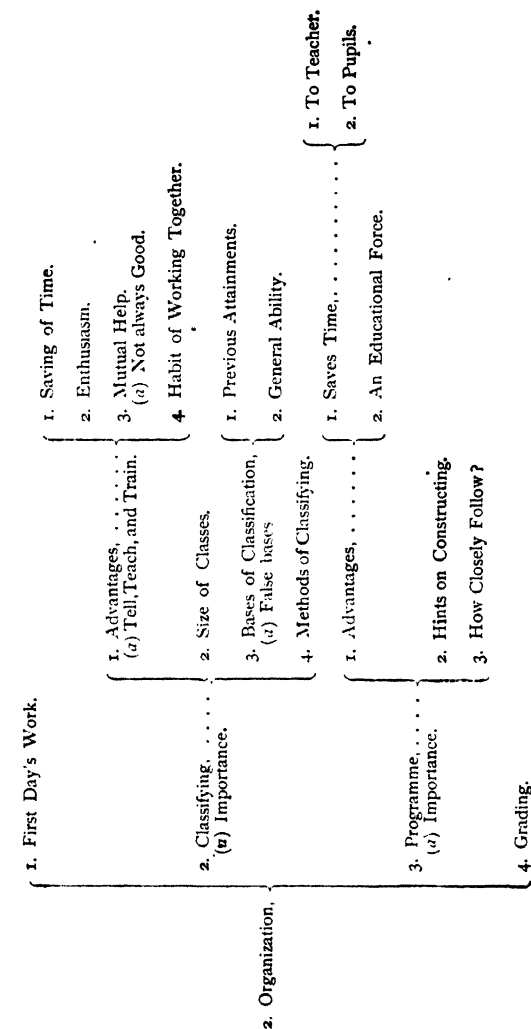 2. Organization,
1. First Day's Work.
2. Classifying, . . . .
(a) Importance.
1. Advantages, . . . . . .
(a) Tell, Teach, and Train.
1. Saving of Time.
2. Enthusiasm.
3. Mutual Help.
(a) Not always Good.
4. Habit of Working Together.
2. Size of Classes.
3. Bases of Classification,
(a) False bases
1. Previous Attainments.
2. General Ability.
4. Methods of Classifying.
3. Programme, . . . .
(a) Importance.
1. Advantages, . . . . . . .
1. Saves Time, . . . . . . . . . . .
1. To Teacher.
2. To Pupils.
2. An Educational Force.
2. Hints on Constructing.
3. How Closely Follow?
4. Grading.